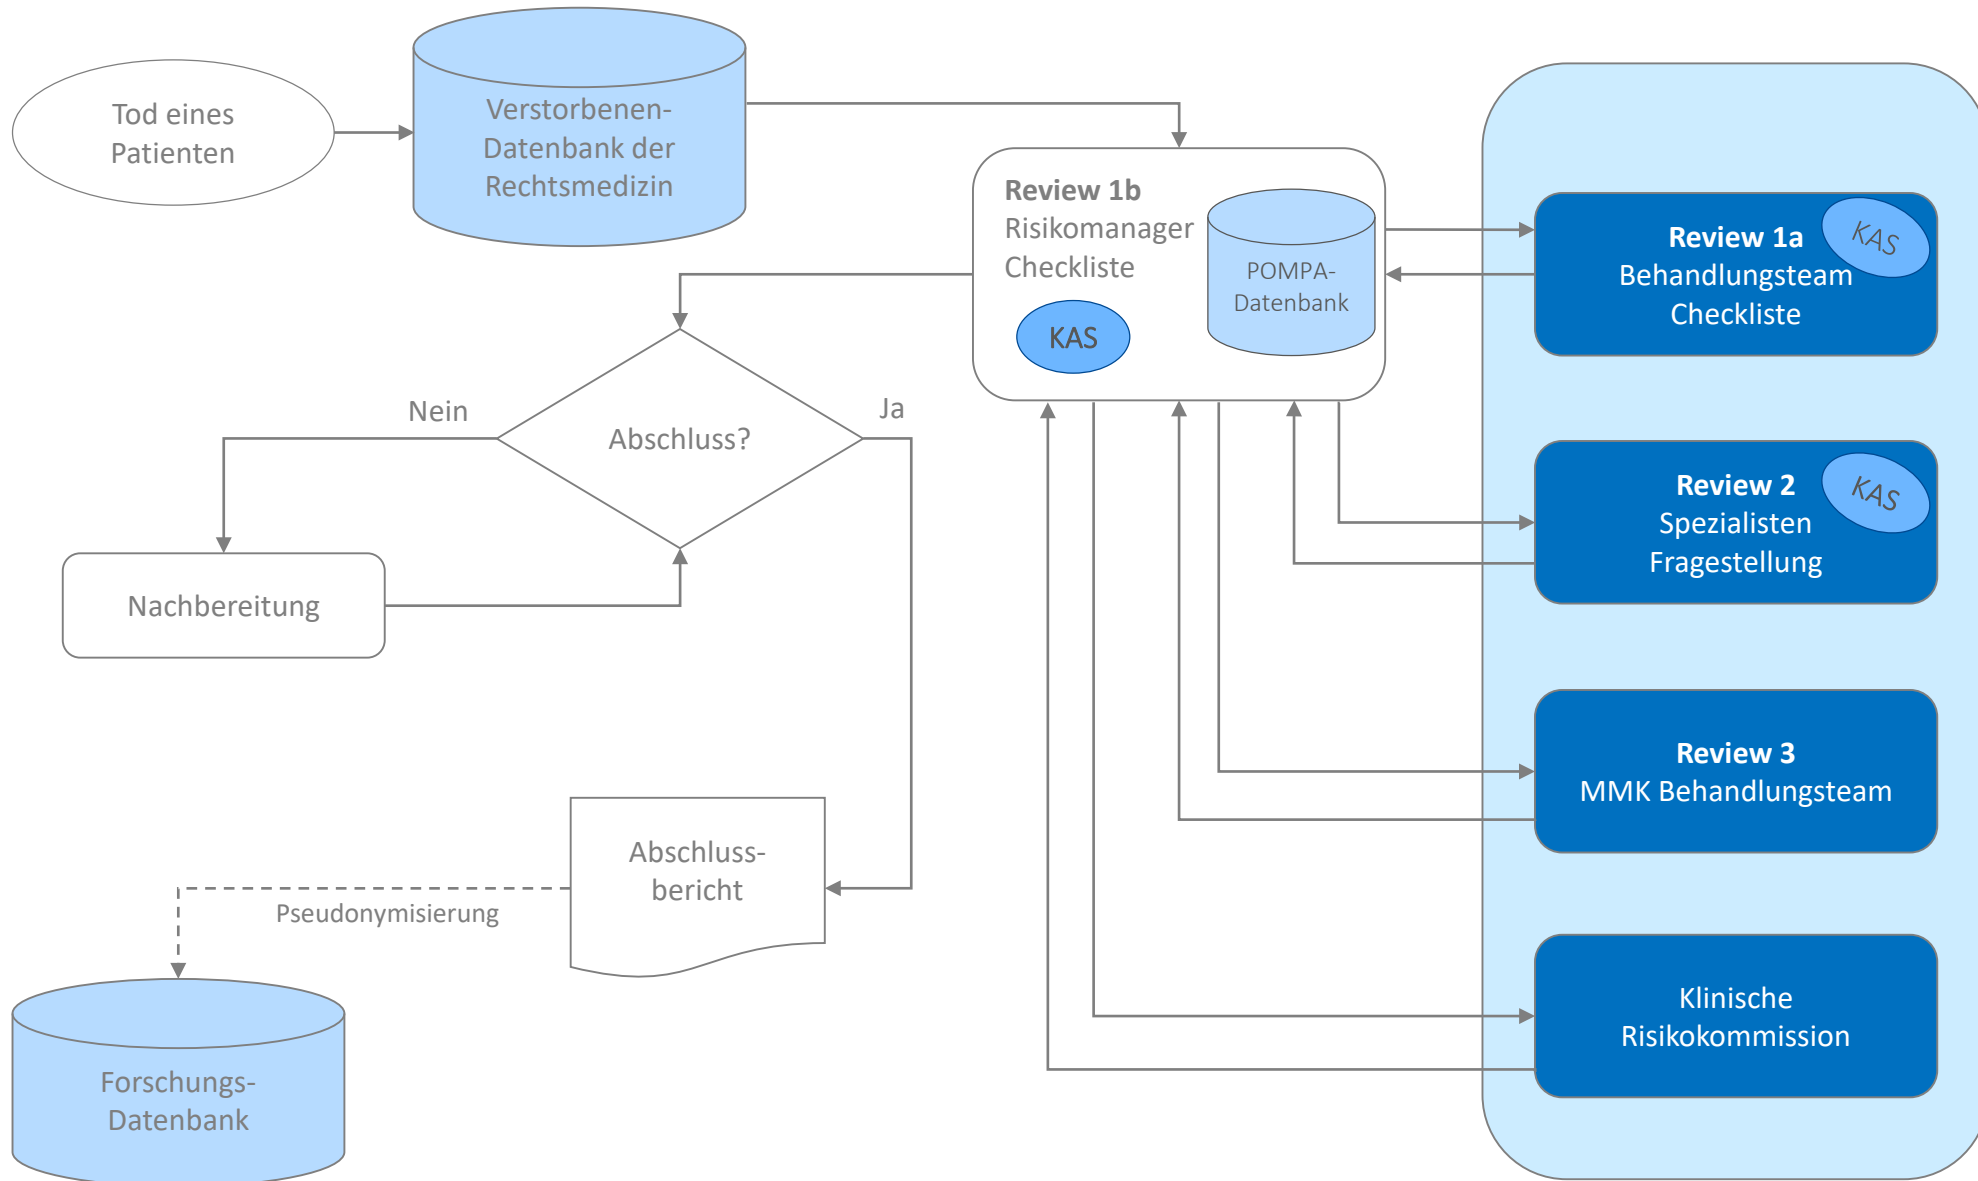 Tod eines
Patienten
Verstorbenen-
Datenbank der
Rechtsmedizin
Review 1b
Risikomanager
Checkliste
KAS
POMPA-
Datenbank
Review 1a
Behandlungsteam
Checkliste
KAS
Nein
Abschluss?
Ja
Review 2
Spezialisten
Fragestellung
KAS
Nachbereitung
Review 3
MMK Behandlungsteam
Abschluss-
bericht
Pseudonymisierung
Klinische
Risikokommission
Forschungs-
Datenbank